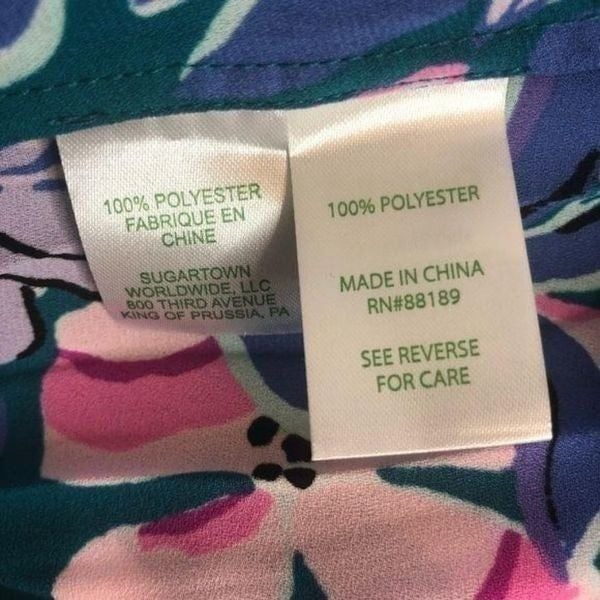 100% POLYESTER
FABRIQUE EN
CHINE
SUGARTOWN
WORLDWIDE, LLC
800 THIRD AVENUE
KING OF PRUSSIA, PA
100% POLYESTER
MADE IN CHINA
RN#88189
SEE REVERSE
FOR CARE